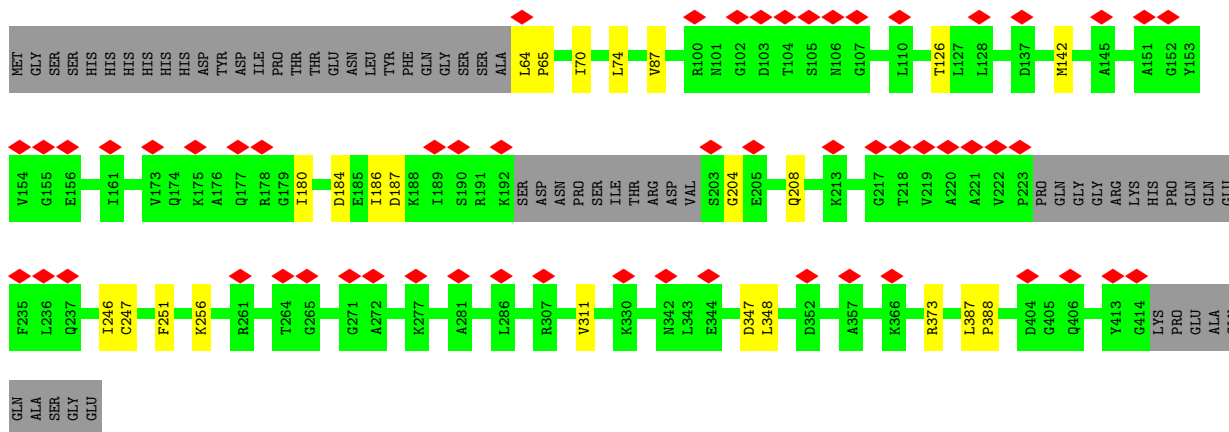 MET GLY SER SER HIS HIS HIS HIS HIS HIS ASP TYR ASP ILE PRO THR THR GLU ASN LEU TYR PHE GLN GLY SER SER ALA L64 P65 I70 L74 V87 R100 N101 G102 D103 T104 S105 N106 G107 L110 T126 L127 L128 D137 M142 A145 A151 G152 Y153
V154 G155 E156 I161 V173 Q174 K175 A176 Q177 R178 G179 I180 D184 E185 I186 D187 K188 I189 S190 R191 K192 SER ASP ASN PRO SER ILE THR ARG ASP VAL S203 G204 E205 Q208 K213 G217 T218 V219 A220 A221 V222 P223 PRO GLN GLY GLY ARG LYS HIS PRO GLN GLN GLU
F235 L236 Q237 I246 C247 F251 K256 R261 T264 G265 G271 A272 K277 A281 L286 R307 V311 K330 N342 L343 E344 D347 L348 D352 A357 K366 R373 L387 P388 D404 G405 Q406 Y413 G414 LYS PRO GLU ALA
GLN ALA SER GLY GLU